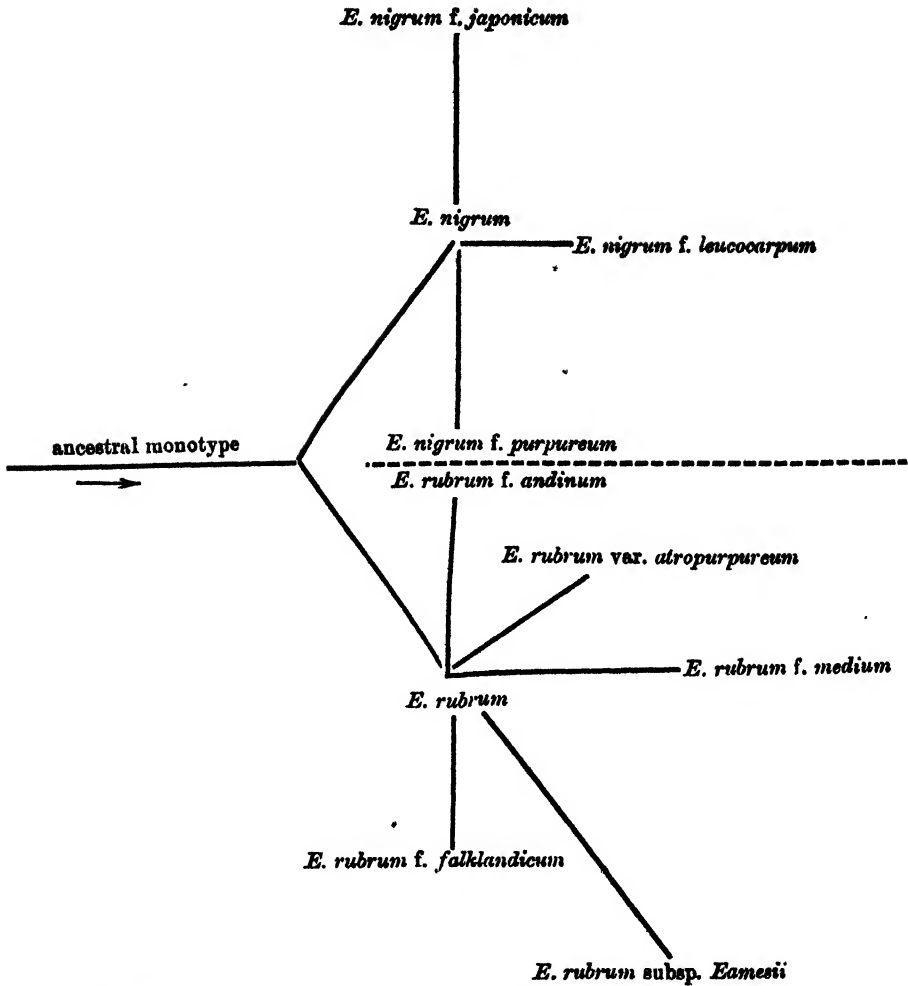 E. nigrum f. japonicum
E. nigrum
E. nigrum f. leucocarpum
ancestral monotype
E. nigrum f. purpureum
E. rubrum f. andinum
E. rubrum var. atropurpureum
E. rubrum f. medium
E. rubrum
E. rubrum f. falklandicum
E. rubrum subsp. Eamesii